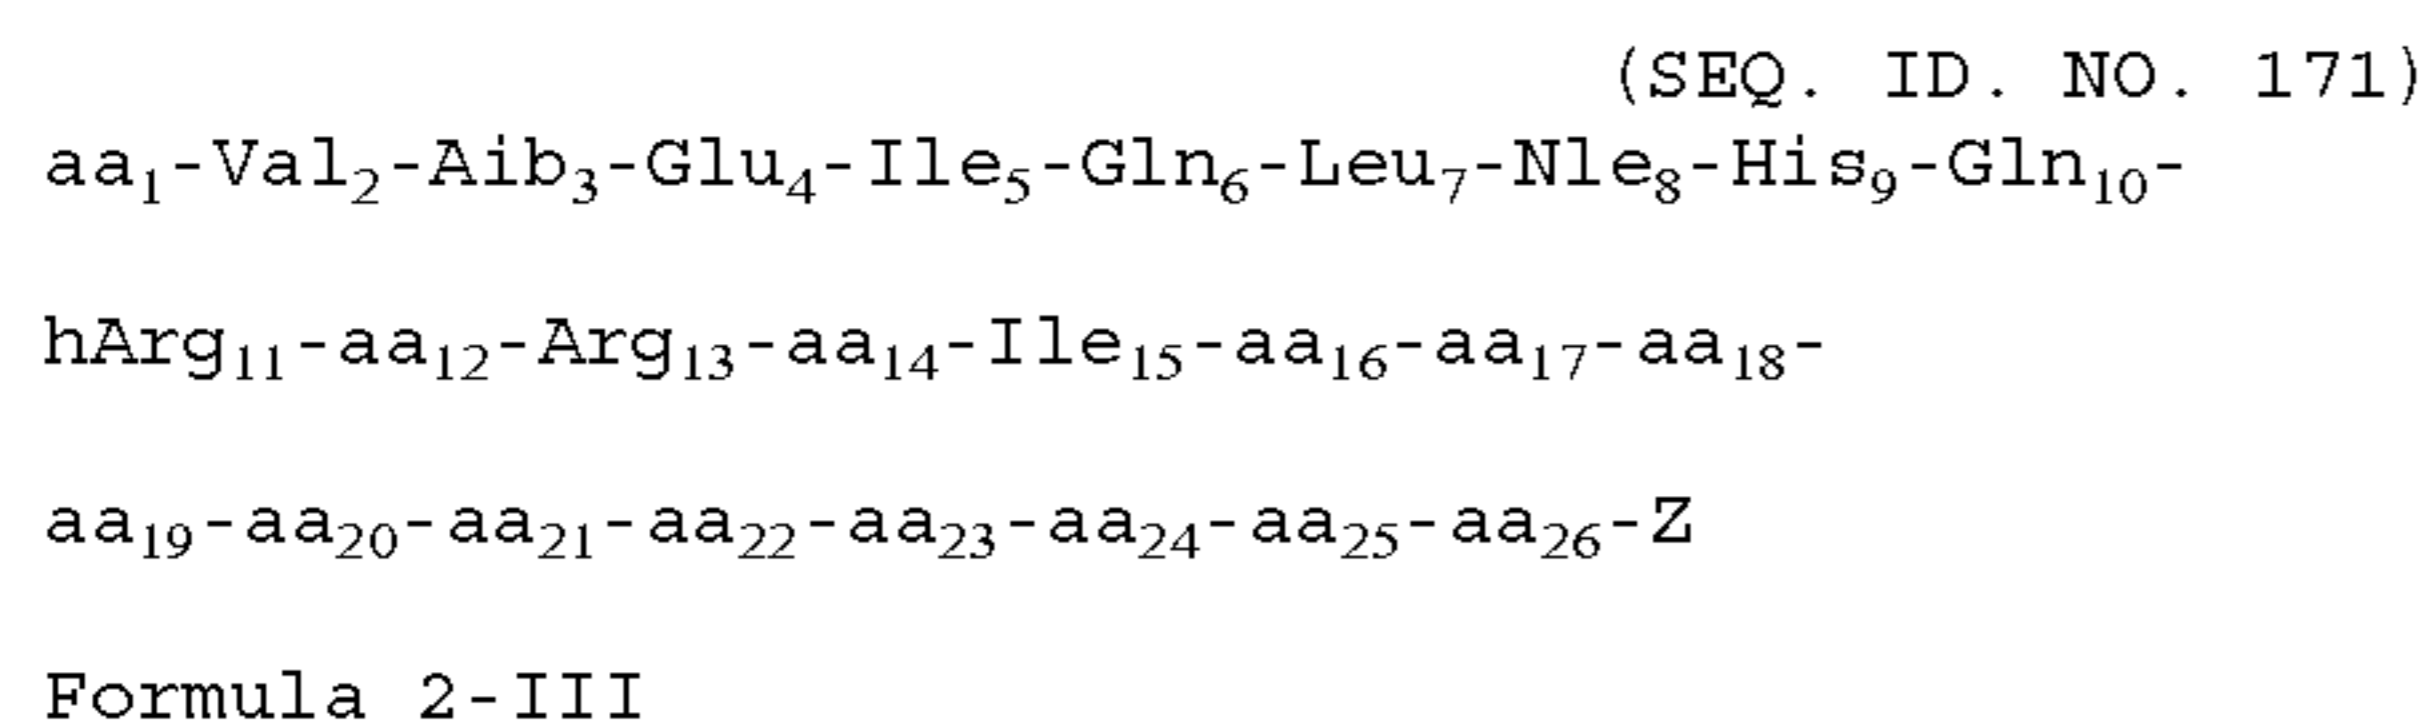 (SEQ. ID. NO. 171)
aa₁-Val₂-Aib₃-Glu₄-Ile₅-Gln₆-Leu₇-Nle₈-His₉-Gln₁₀-
hArg₁₁-aa₁₂-Arg₁₃-aa₁₄-Ile₁₅-aa₁₆-aa₁₇-aa₁₈-
aa₁₉-aa₂₀-aa₂₁-aa₂₂-aa₂₃-aa₂₄-aa₂₅-aa₂₆-Z
Formula 2-III